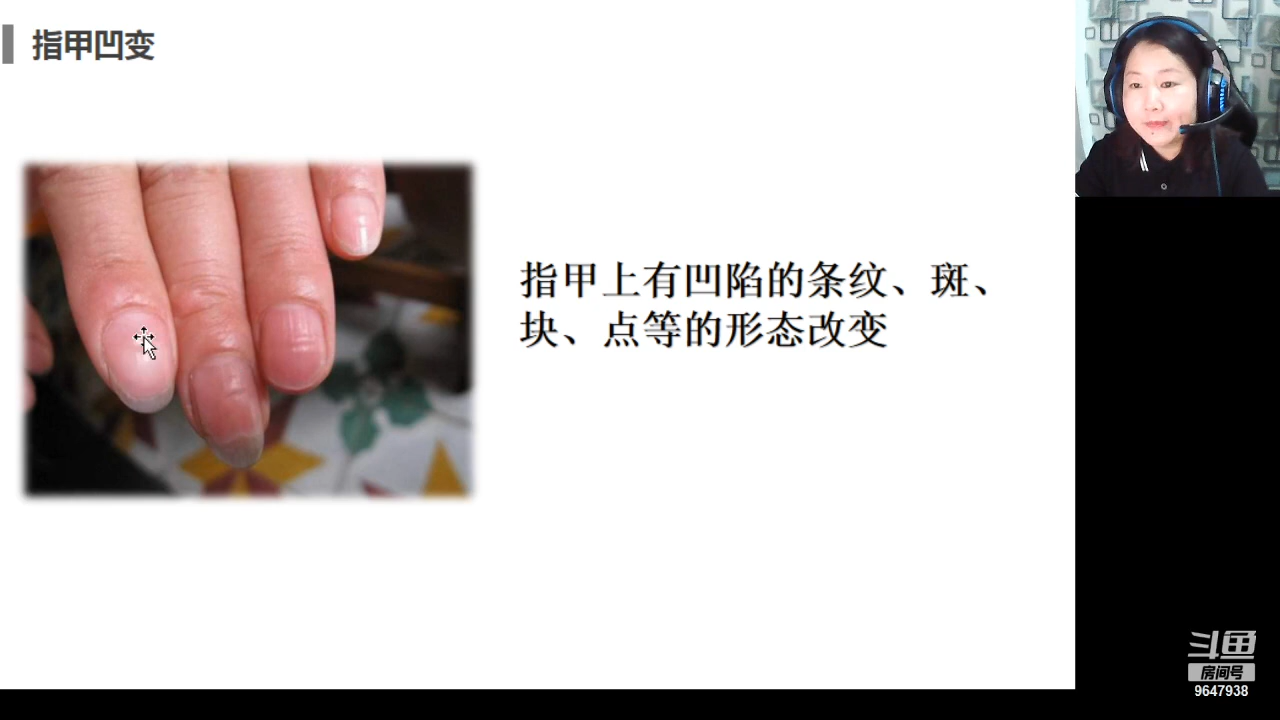 指甲凹变
指甲上有凹陷的条纹、斑、
块、点等的形态改变
斗鱼
房间号
9647938